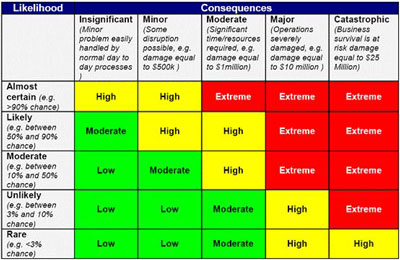 Likelihood
Consequences
Insignificant
(Minor
problem easily
handled by
normal day to
day processes
)
Minor
(Some
disruption
possible, e.g.
damage equal
to $500k )
Moderate
(Significant
time/resources
required, e.g.
damage equal
to $1million)
Major
(Operations
severely
damaged, e.g.
damage equal to
$10 million )
Catastrophic
(Business
survival is at
risk damage
equal to $25
Million)
Almost
certain (e.g.
>90% chance)
High
High
Extreme
Extreme
Extreme
Likely
(e.g. between
50% and 90%
chance)
Moderate
High
High
Extreme
Extreme
Moderate
(e.g. between
10% and 50%
chance)
Low
Moderate
High
Extreme
Extreme
Unlikely
(e.g. between
3% and 10%
chance)
Low
Low
Moderate
High
Extreme
Rare
(e.g. <3%
chance)
Low
Low
Moderate
High
High